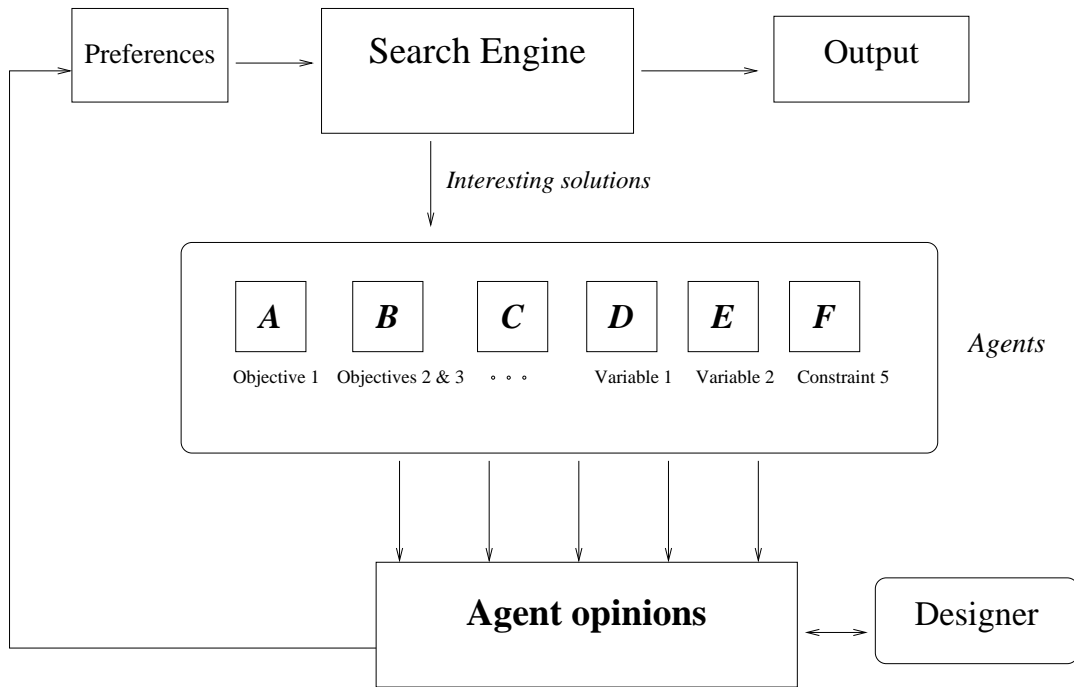 Preferences
Search Engine
Output
Interesting solutions
A
B
C
D
E
F
Agents
Objective 1
Objectives 2 & 3
Variable 1
Variable 2
Constraint 5
Agent opinions
Designer